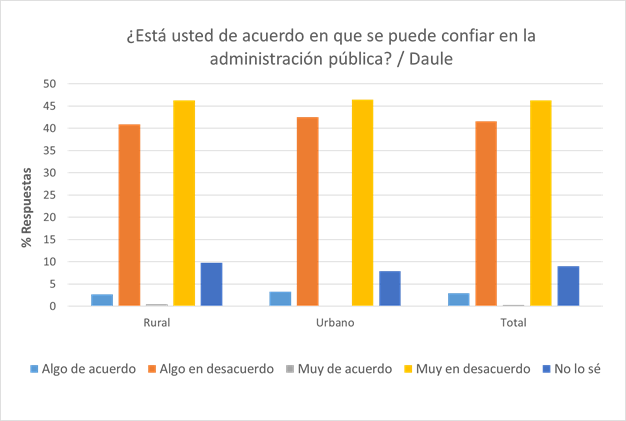 ¿Está usted de acuerdo en que se puede confiar en la
administración pública? / Daule
50
45
40
35
30
25
20
15
10
5
0
% Respuestas
Rural Urbano Total
Algo de acuerdo Algo en desacuerdo Muy de acuerdo Muy en desacuerdo No lo sé